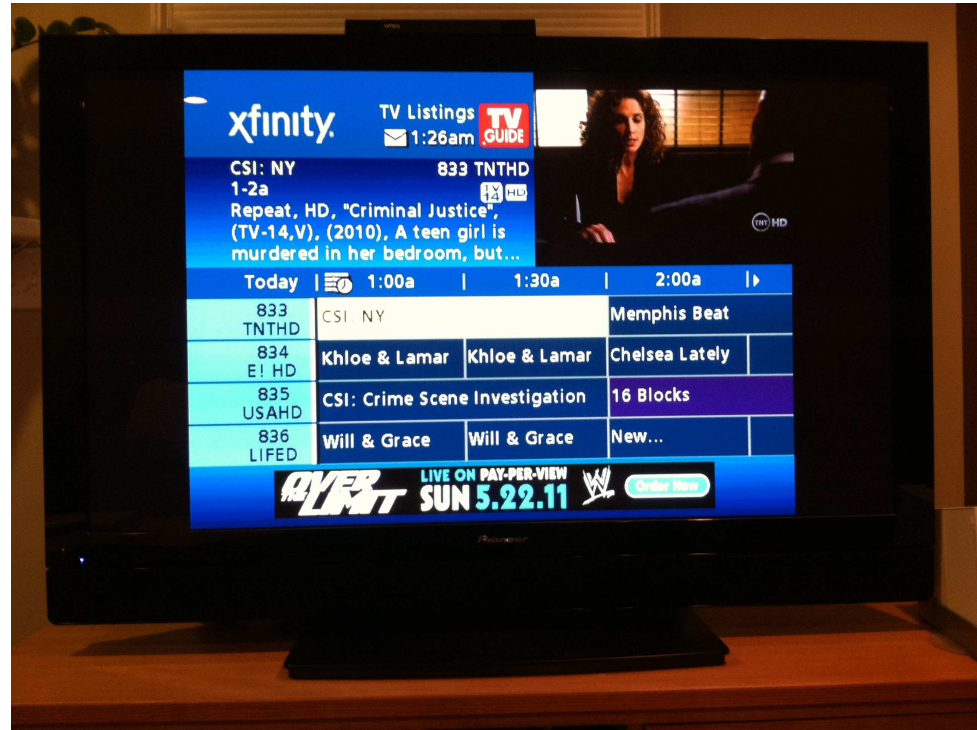 xfinity.
TV Listings
1:26am
TV GUIDE
CSI: NY 833 TNTHD
1-2a TV 14 HD
Repeat, HD, "Criminal Justice",
(TV-14,V), (2010), A teen girl is
murdered in her bedroom, but...
TNT HD
Today 1:00a 1:30a 2:00a
833 TNTHD CSI: NY Memphis Beat
834 E! HD Khloe & Lamar Khloe & Lamar Chelsea Lately
835 USAHD CSI: Crime Scene Investigation 16 Blocks
836 LIFED Will & Grace Will & Grace New...
OVER THE LIMIT
LIVE ON PAY-PER-VIEW
SUN 5.22.11
W
Order Now
Pioneer